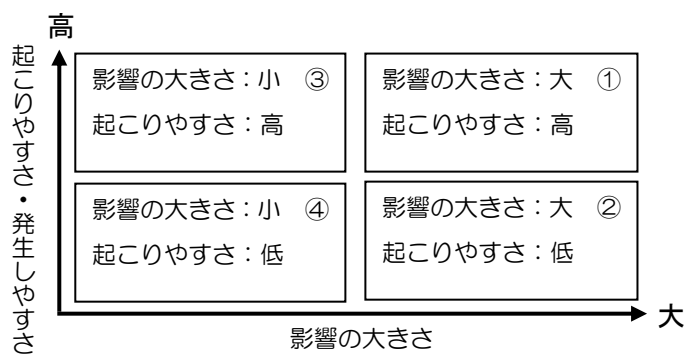 高
起こりやすさ・発生しやすさ
影響の大きさ：小 ③
起こりやすさ：高
影響の大きさ：大 ①
起こりやすさ：高
影響の大きさ：小 ④
起こりやすさ：低
影響の大きさ：大 ②
起こりやすさ：低
大
影響の大きさ